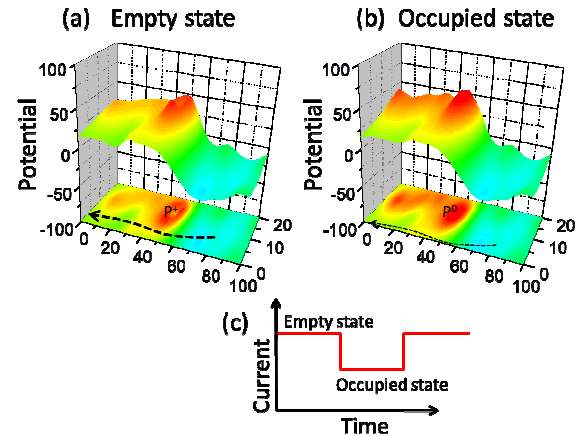 (a) Empty state
(b) Occupied state
100
50
0
-50
-100
Potential
0
20
40
60
80
100
0
10
20
P⁺
100
50
0
-50
-100
Potential
0
20
40
60
80
100
0
10
20
P⁰
(c)
Empty state
Occupied state
Current
Time